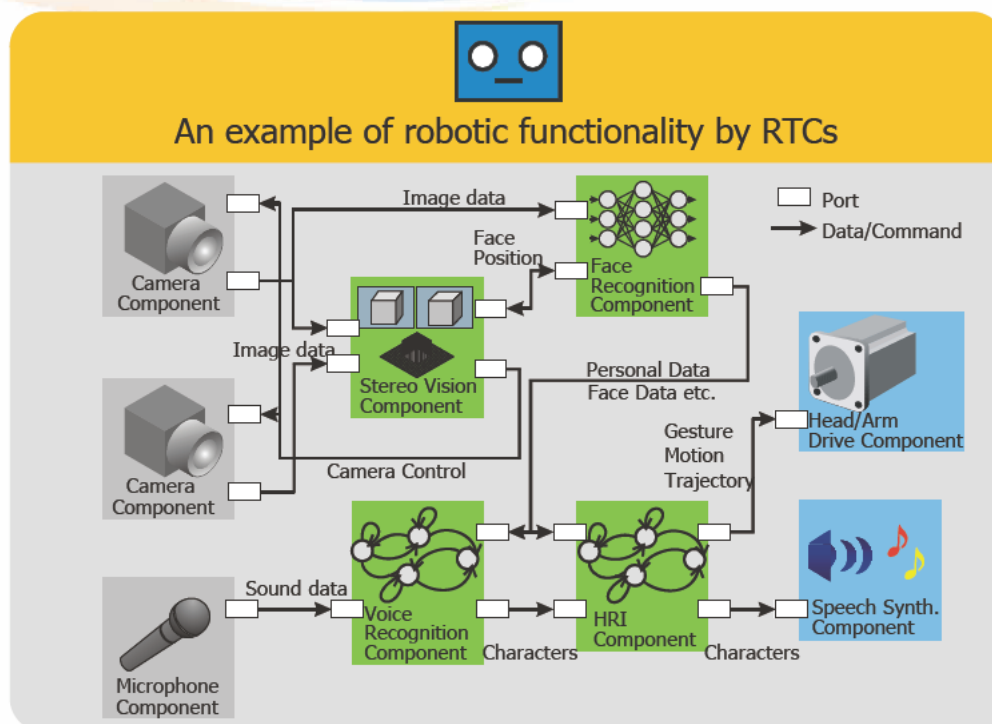 An example of robotic functionality by RTCs
Camera
Component
Image data
Face
Position
Face
Recognition
Component
Port
Data/Command
Image data
Stereo Vision
Component
Personal Data
Face Data etc.
Head/Arm
Drive Component
Camera
Component
Camera Control
Gesture
Motion
Trajectory
Sound data
Voice
Recognition
Component
Characters
HRI
Component
Characters
Speech Synth.
Component
Microphone
Component